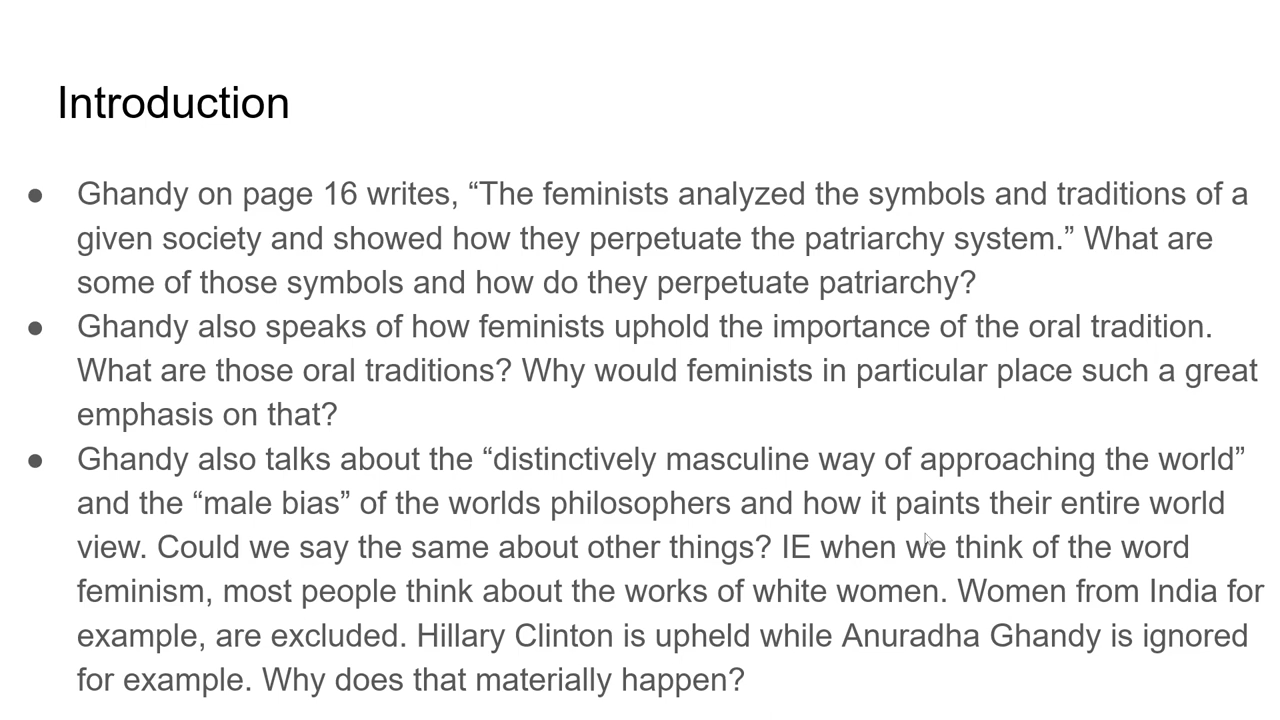 Introduction
● Ghandy on page 16 writes, “The feminists analyzed the symbols and traditions of a
given society and showed how they perpetuate the patriarchy system.” What are
some of those symbols and how do they perpetuate patriarchy?
● Ghandy also speaks of how feminists uphold the importance of the oral tradition.
What are those oral traditions? Why would feminists in particular place such a great
emphasis on that?
● Ghandy also talks about the “distinctively masculine way of approaching the world”
and the “male bias” of the worlds philosophers and how it paints their entire world
view. Could we say the same about other things? IE when we think of the word
feminism, most people think about the works of white women. Women from India for
example, are excluded. Hillary Clinton is upheld while Anuradha Ghandy is ignored
for example. Why does that materially happen?